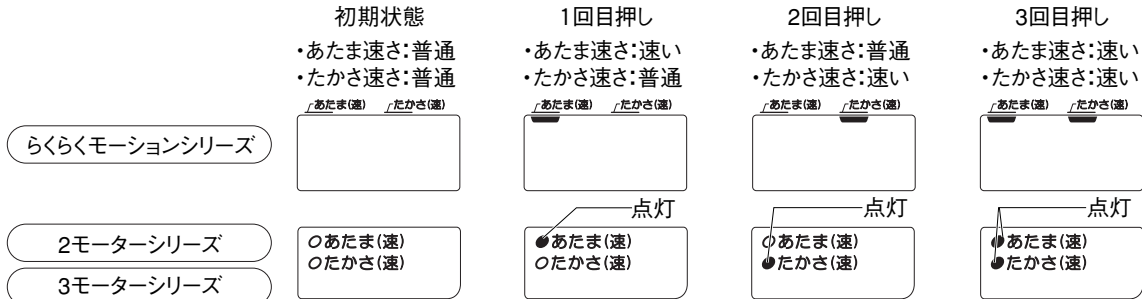 初期状態
・あたま速さ:普通
・たかさ速さ:普通
1回目押し
・あたま速さ:速い
・たかさ速さ:普通
2回目押し
・あたま速さ:普通
・たかさ速さ:速い
3回目押し
・あたま速さ:速い
・たかさ速さ:速い
らくらくモーションシリーズ
あたま(速) たかさ(速)
あたま(速) たかさ(速)
あたま(速) たかさ(速)
あたま(速) たかさ(速)
2モーターシリーズ
3モーターシリーズ
あたま(速)
たかさ(速)
点灯
あたま(速)
たかさ(速)
点灯
あたま(速)
たかさ(速)
点灯
あたま(速)
たかさ(速)